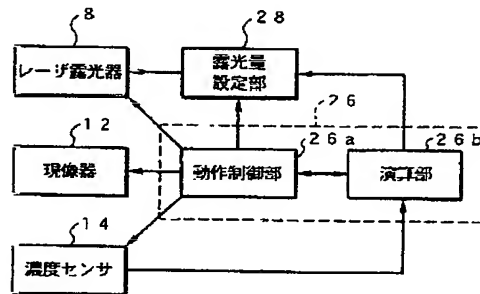 8
28
レーザ露光器
露光量
設定部
26
12
26a
26b
現像器
動作制御部
演算部
14
濃度センサ